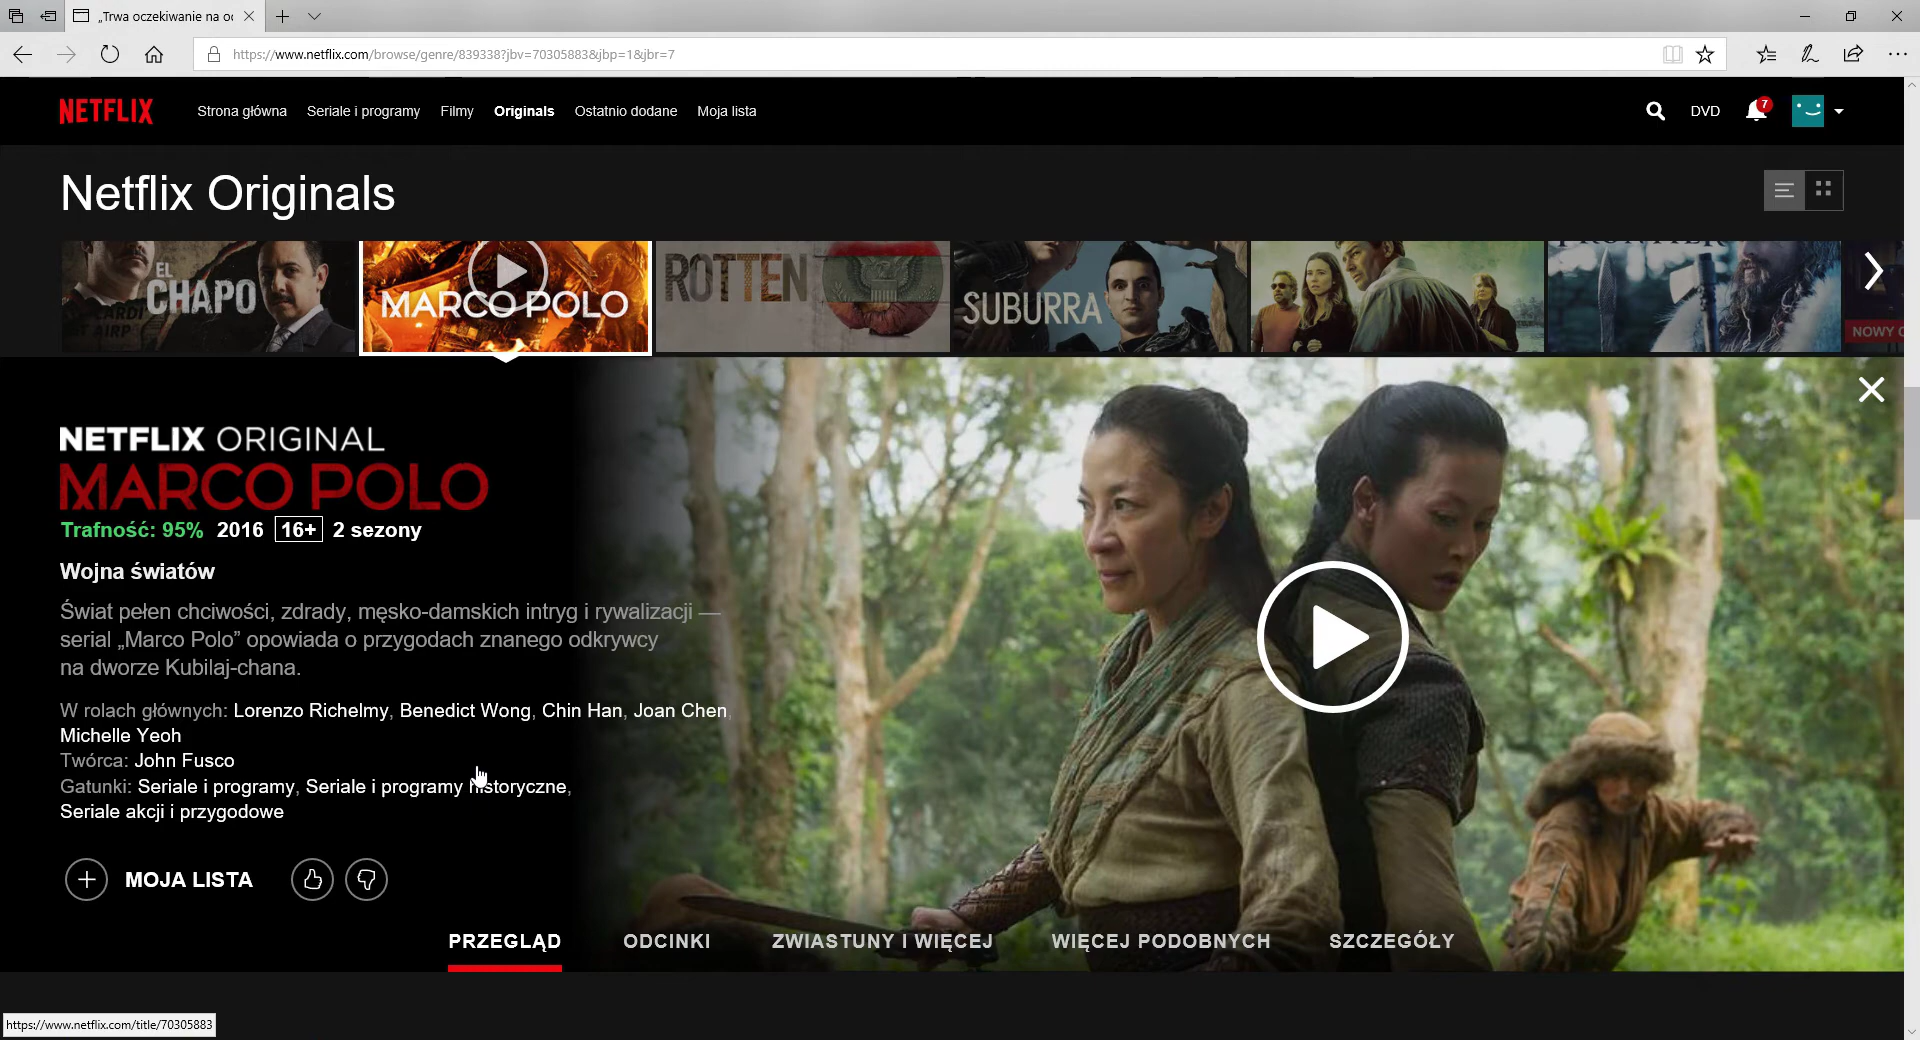 „Trwa oczekiwanie na o
https://www.netflix.com/browse/genre/839338?jbv=70305883&jbp=1&jbr=7
NETFLIX
Strona główna Seriale i programy Filmy Originals Ostatnio dodane Moja lista
DVD 7
Netflix Originals
EL CHAPO
MARCO POLO
ROTTEN
SUBURRA
FRONTIER
NOWY
NETFLIX ORIGINAL
MARCO POLO
Trafność: 95% 2016 16+ 2 sezony
Wojna światów
Świat pełen chciwości, zdrady, męsko-damskich intryg i rywalizacji —
serial „Marco Polo” opowiada o przygodach znanego odkrywcy
na dworze Kubilaj-chana.
W rolach głównych: Lorenzo Richelmy, Benedict Wong, Chin Han, Joan Chen,
Michelle Yeoh
Twórca: John Fusco
Gatunki: Seriale i programy, Seriale i programy historyczne,
Seriale akcji i przygodowe
MOJA LISTA
PRZEGLĄD ODCINKI ZWIASTUNY I WIĘCEJ WIĘCEJ PODOBNYCH SZCZEGÓŁY
https://www.netflix.com/title/70305883